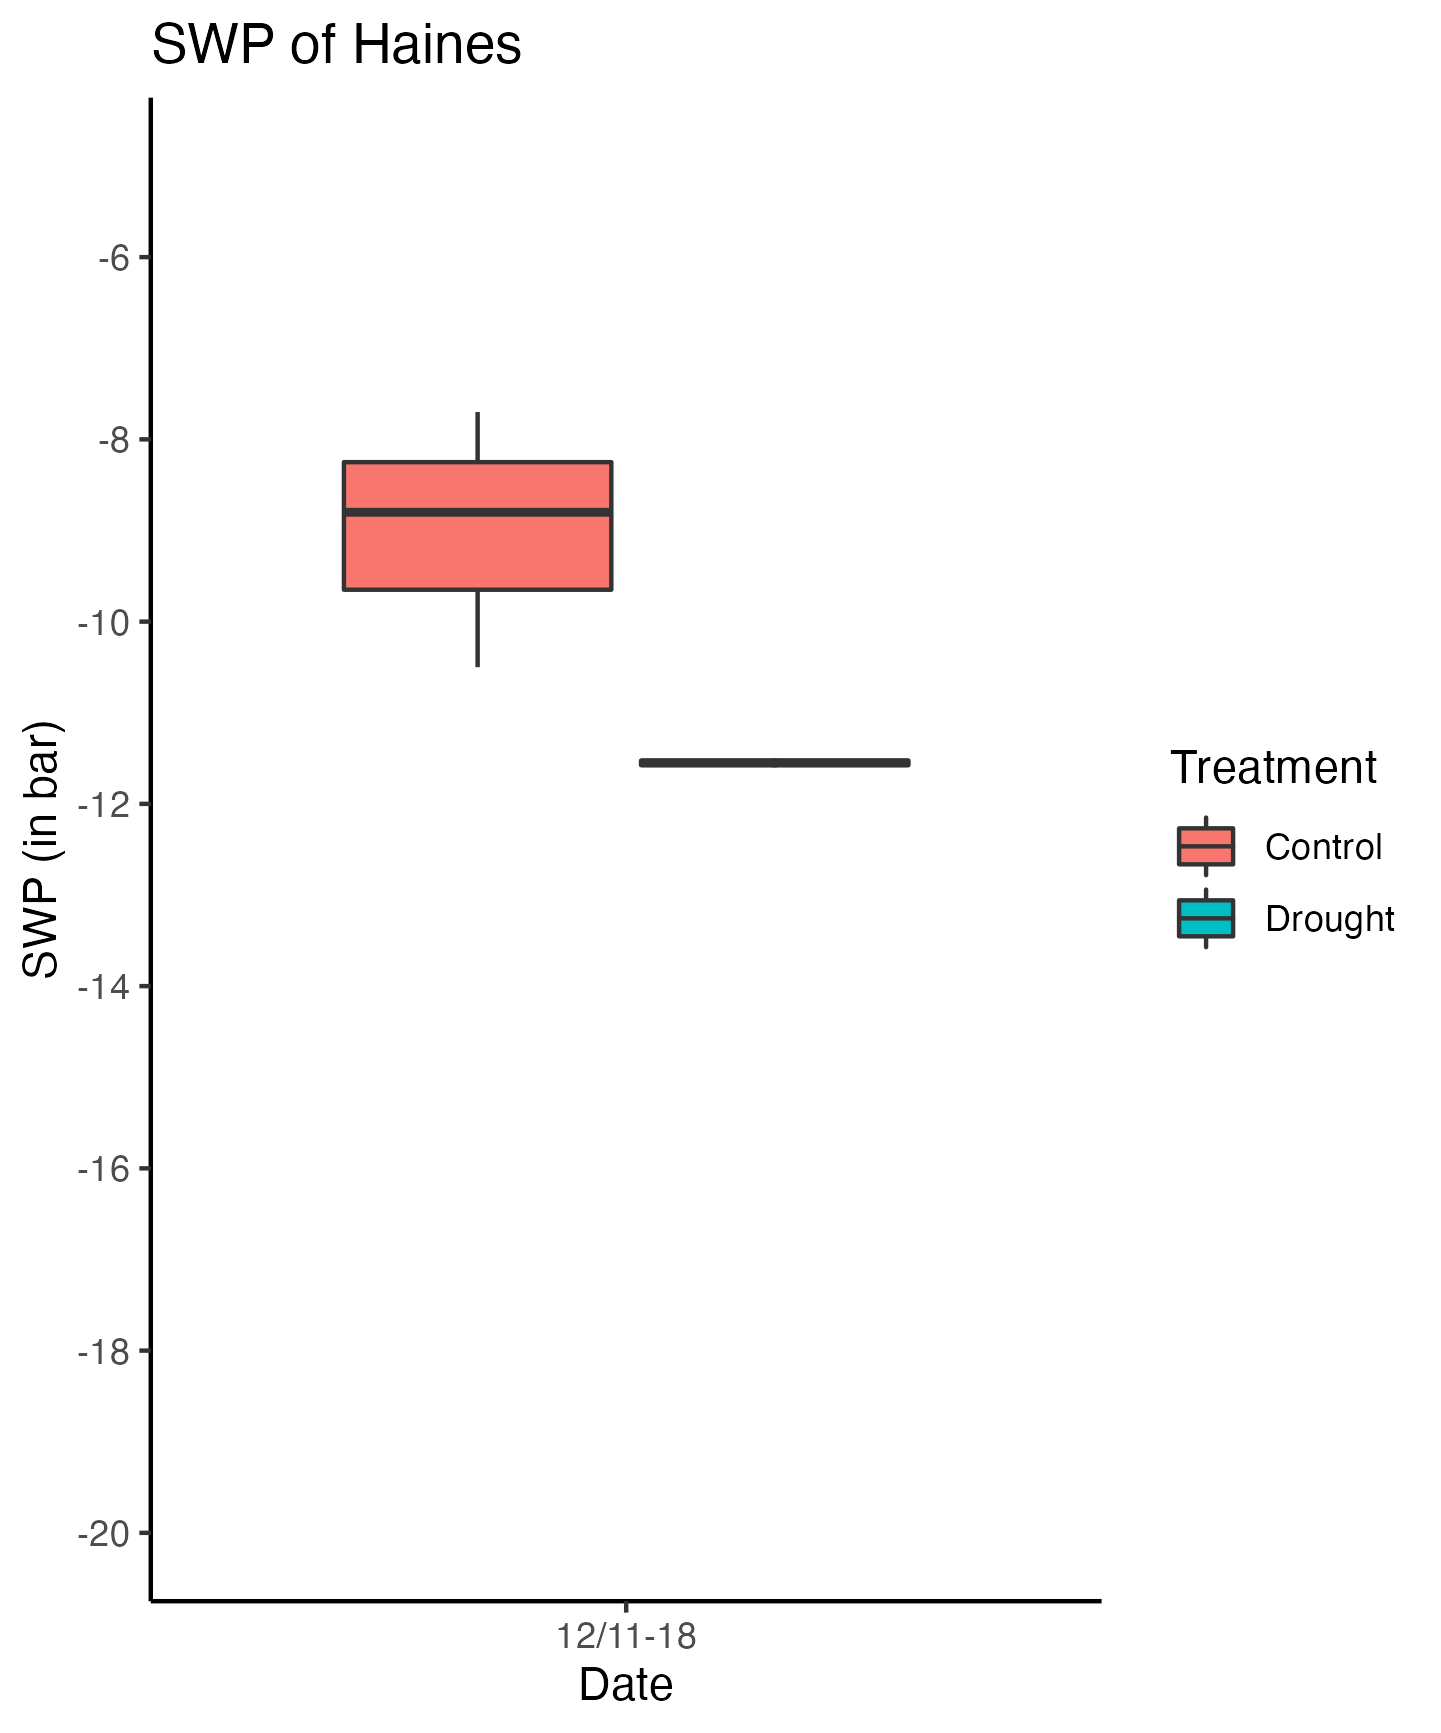 SWP of Haines
-6
-8
-10
-12
-14
-16
-18
-20
SWP (in bar)
12/11-18
Date
Treatment
Control
Drought